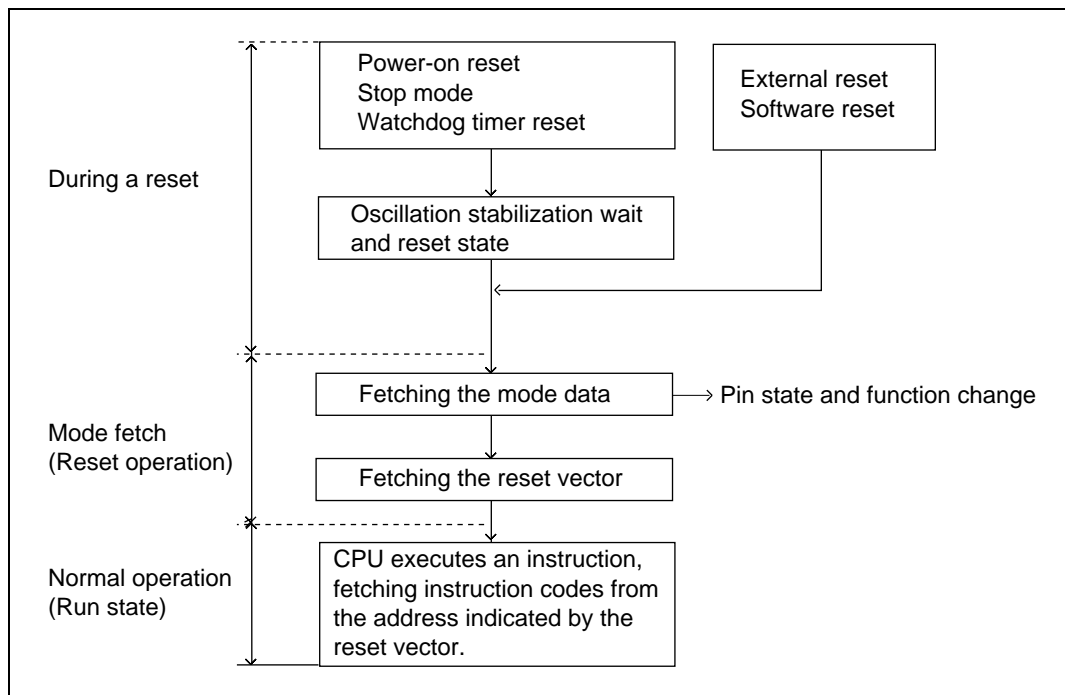 Power-on reset
Stop mode
Watchdog timer reset
External reset
Software reset
During a reset
Oscillation stabilization wait
and reset state
Fetching the mode data
Pin state and function change
Mode fetch
(Reset operation)
Fetching the reset vector
Normal operation
(Run state)
CPU executes an instruction,
fetching instruction codes from
the address indicated by the
reset vector.